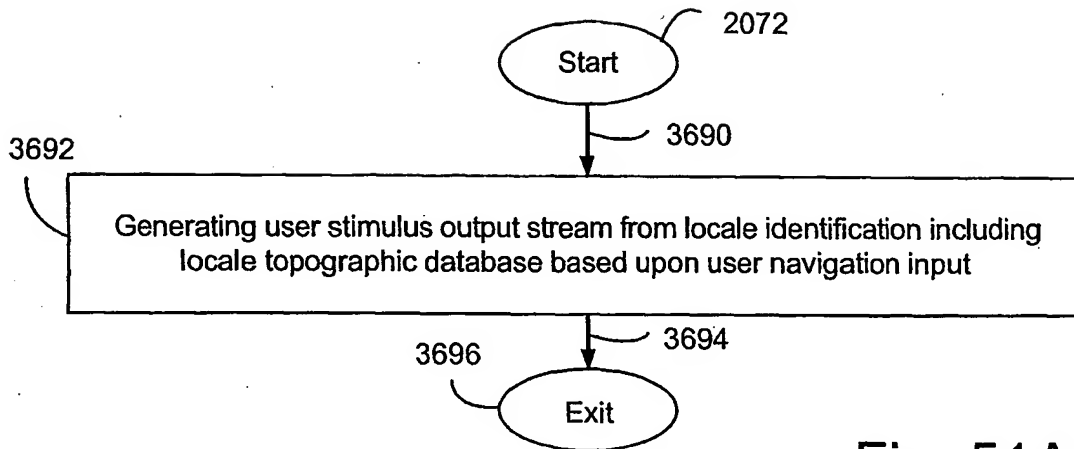 2072
Start
3690
3692
Generating user stimulus output stream from locale identification including
locale topographic database based upon user navigation input
3694
3696
Exit